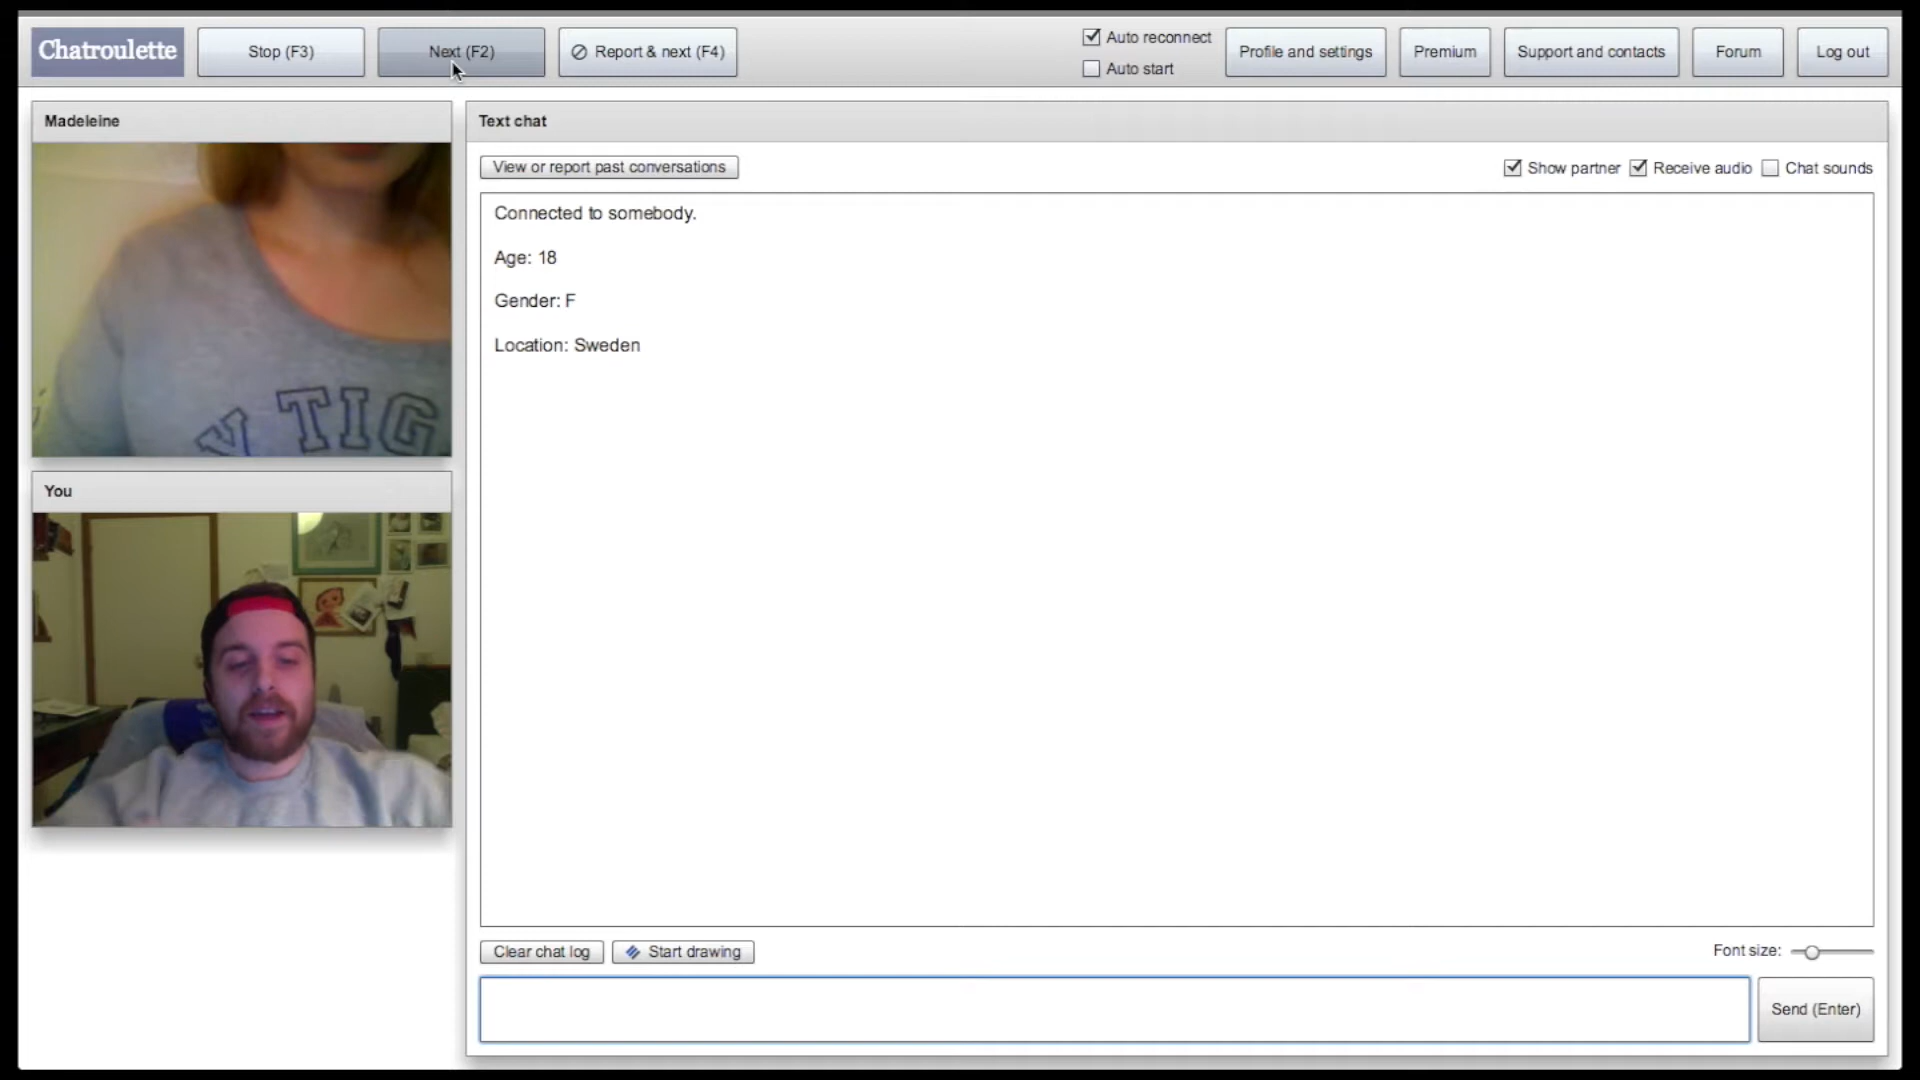 Chatroulette
Stop (F3)
Next (F2)
Report & next (F4)
Auto reconnect
Auto start
Profile and settings
Premium
Support and contacts
Forum
Log out
Madeleine
Y TIG
You
Text chat
View or report past conversations
Show partner
Receive audio
Chat sounds
Connected to somebody.
Age: 18
Gender: F
Location: Sweden
Clear chat log
Start drawing
Font size:
Send (Enter)